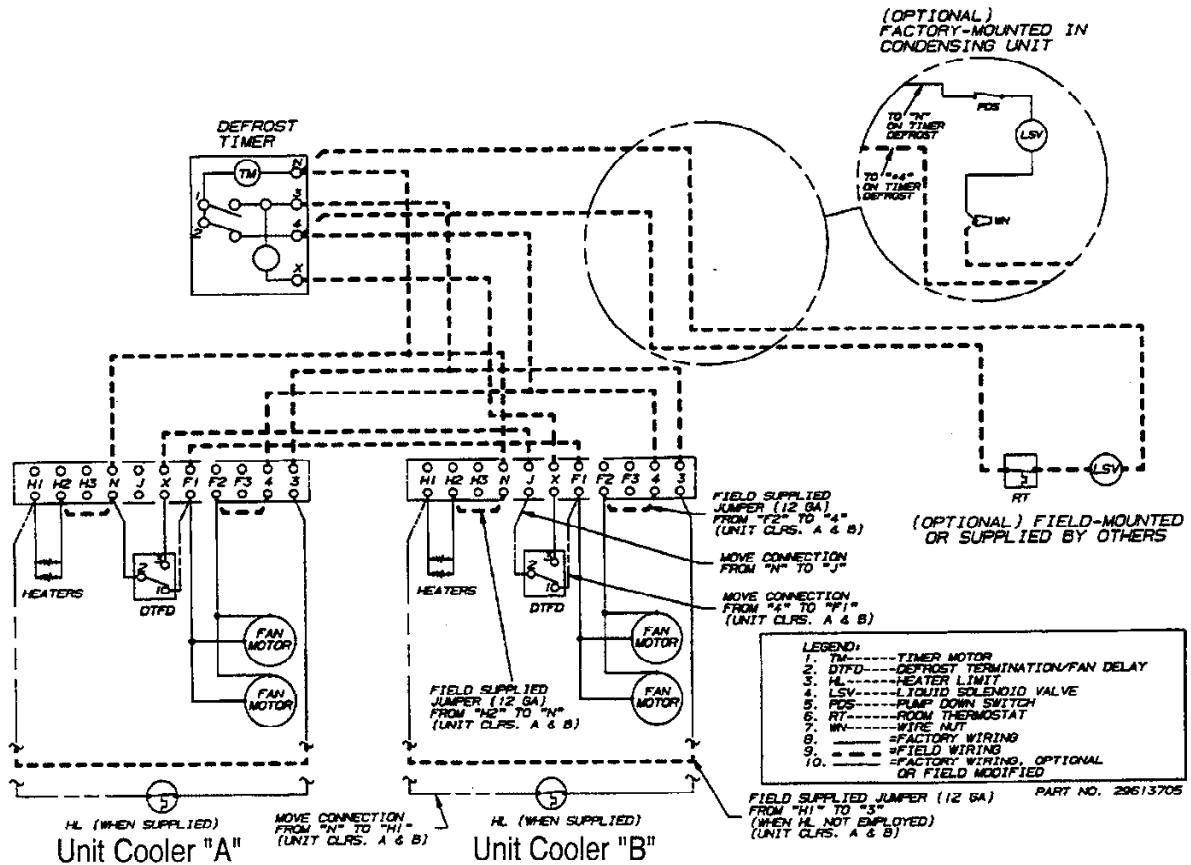 (OPTIONAL)
FACTORY-MOUNTED IN
CONDENSING UNIT
PDS
TO "N"
ON TIMER
DEFROST
LSV
TO "4"
ON TIMER
DEFROST
WN
DEFROST
TIMER
TM
N
3
1
4
2
X
H1 H2 H3 N J X F1 F2 F3 4 3
H1 H2 H3 N J X F1 F2 F3 4 3
HEATERS
2
3
1
DTFD
FAN
MOTOR
FAN
MOTOR
HEATERS
2
3
1
DTFD
FAN
MOTOR
FAN
MOTOR
FIELD SUPPLIED
JUMPER (12 GA)
FROM "F2" TO "4"
(UNIT CLRS. A & B)
MOVE CONNECTION
FROM "N" TO "J"
MOVE CONNECTION
FROM "4" TO "F1"
(UNIT CLRS. A & B)
RT
LSV
(OPTIONAL) FIELD-MOUNTED
OR SUPPLIED BY OTHERS
FIELD SUPPLIED
JUMPER (12 GA)
FROM "H2" TO "N"
(UNIT CLRS. A & B)
LEGEND:
1. TM------TIMER MOTOR
2. DTFD----DEFROST TERMINATION/FAN DELAY
3. HL------HEATER LIMIT
4. LSV-----LIQUID SOLENOID VALVE
5. PDS-----PUMP DOWN SWITCH
6. RT------ROOM THERMOSTAT
7. WN------WIRE NUT
8. =FACTORY WIRING
9. =FIELD WIRING
10. =FACTORY WIRING, OPTIONAL
OR FIELD MODIFIED
PART NO. 29613705
HL (WHEN SUPPLIED)
MOVE CONNECTION
FROM "N" TO "H1"
(UNIT CLRS. A & B)
HL (WHEN SUPPLIED)
FIELD SUPPLIED JUMPER (12 GA)
FROM "H1" TO "3"
(WHEN HL NOT EMPLOYED)
(UNIT CLRS. A & B)
Unit Cooler "A"
Unit Cooler "B"